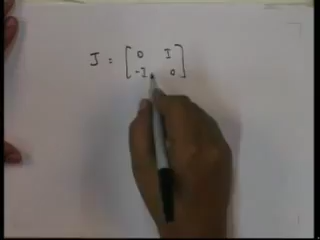 J = [ 0 I
-I 0 ]